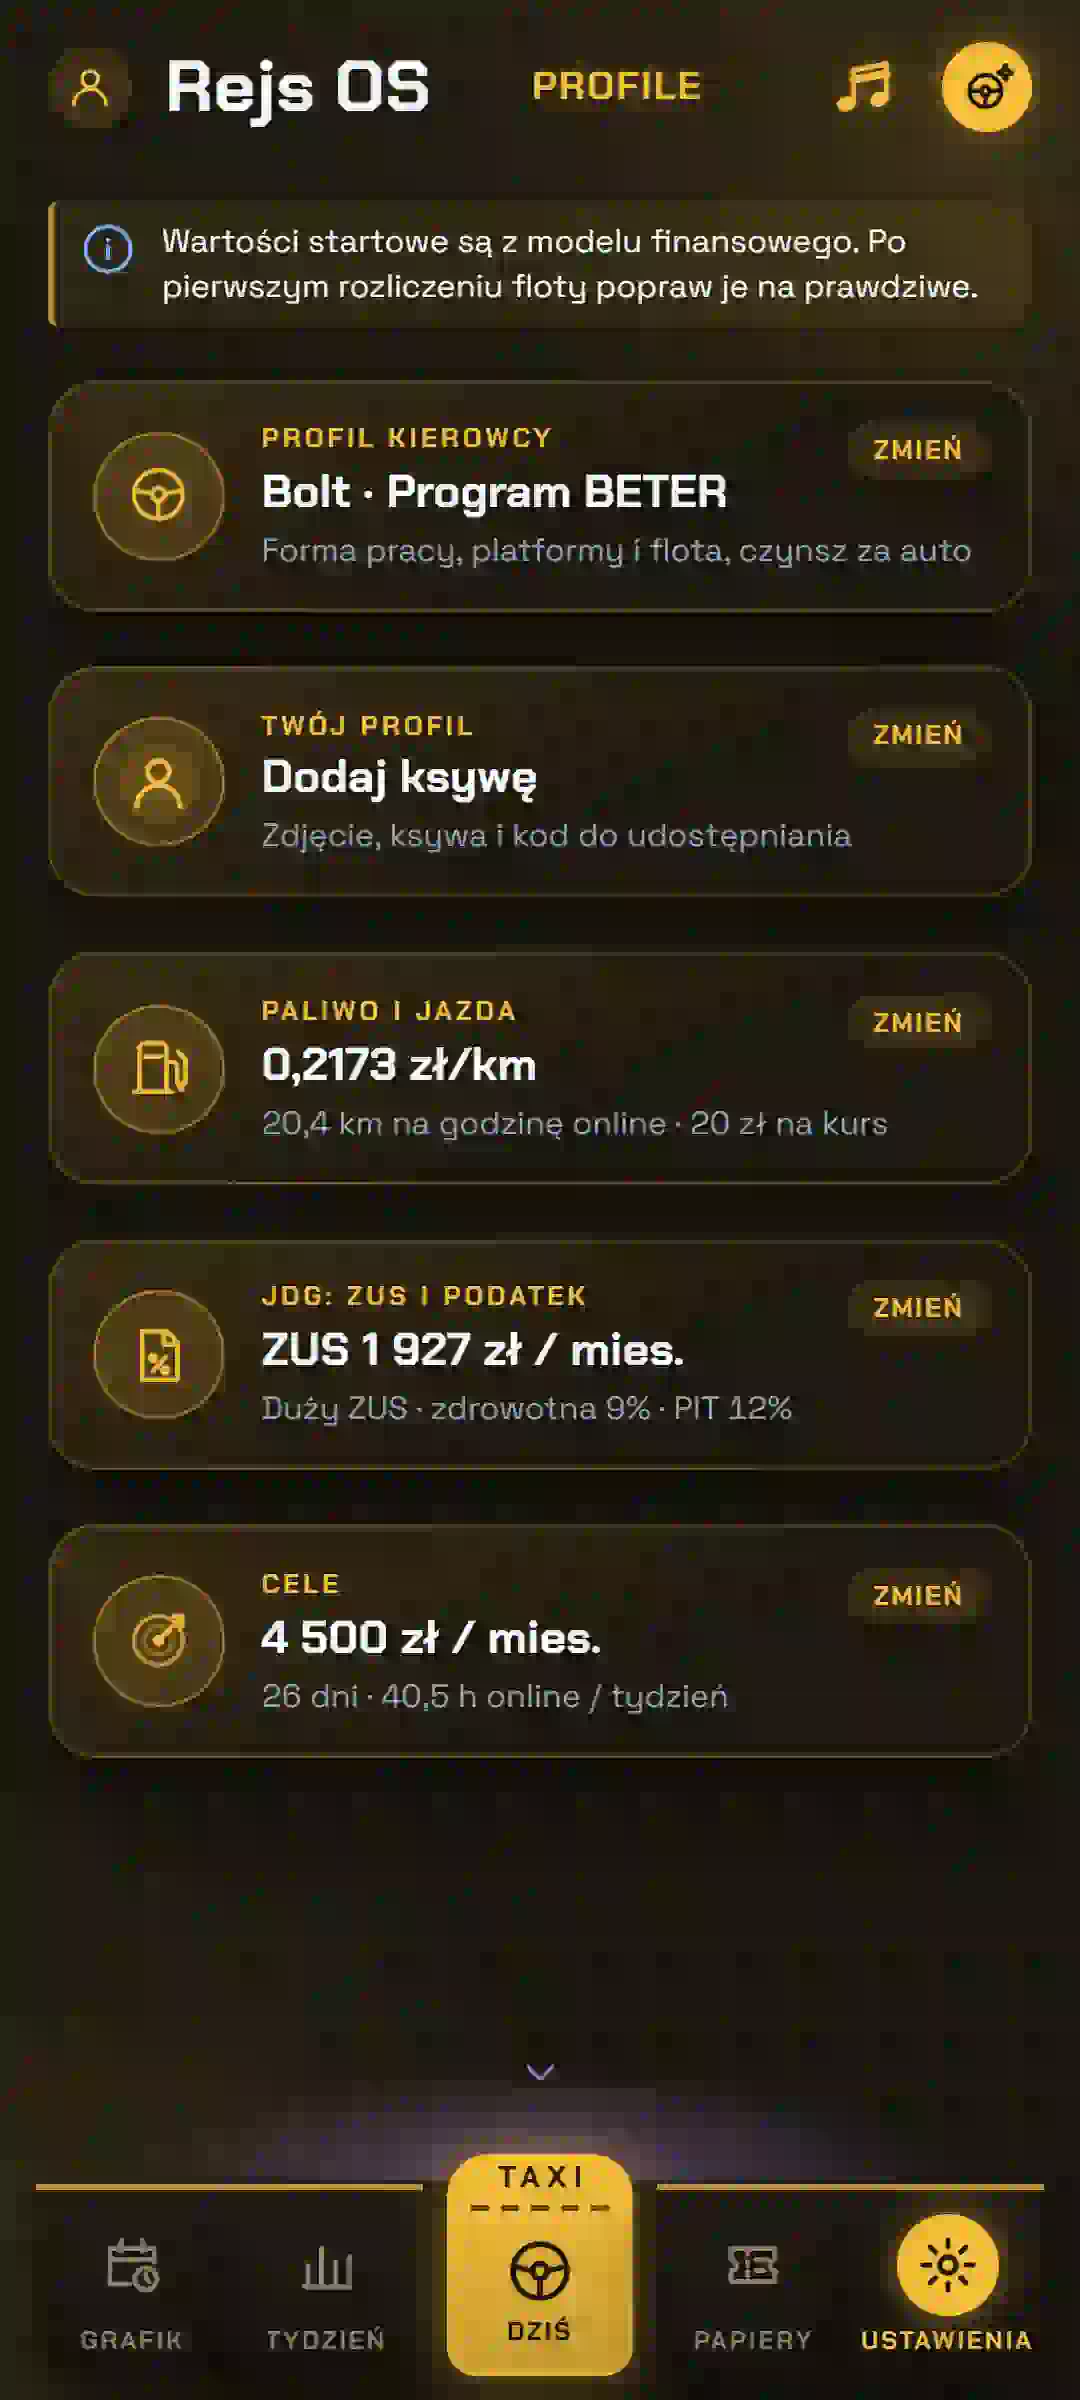 Rejs OS
PROFILE
Wartości startowe są z modelu finansowego. Po
pierwszym rozliczeniu floty popraw je na prawdziwe.
PROFIL KIEROWCY
ZMIEŃ
Bolt · Program BETER
Forma pracy, platformy i flota, czynsz za auto
TWÓJ PROFIL
ZMIEŃ
Dodaj ksywę
Zdjęcie, ksywa i kod do udostępniania
PALIWO I JAZDA
ZMIEŃ
0,2173 zł/km
20,4 km na godzinę online · 20 zł na kurs
JDG: ZUS I PODATEK
ZMIEŃ
ZUS 1 927 zł / mies.
Duży ZUS · zdrowotna 9% · PIT 12%
CELE
ZMIEŃ
4 500 zł / mies.
26 dni · 40,5 h online / tydzień
TAXI
GRAFIK
TYDZIEŃ
DZIŚ
PAPIERY
USTAWIENIA